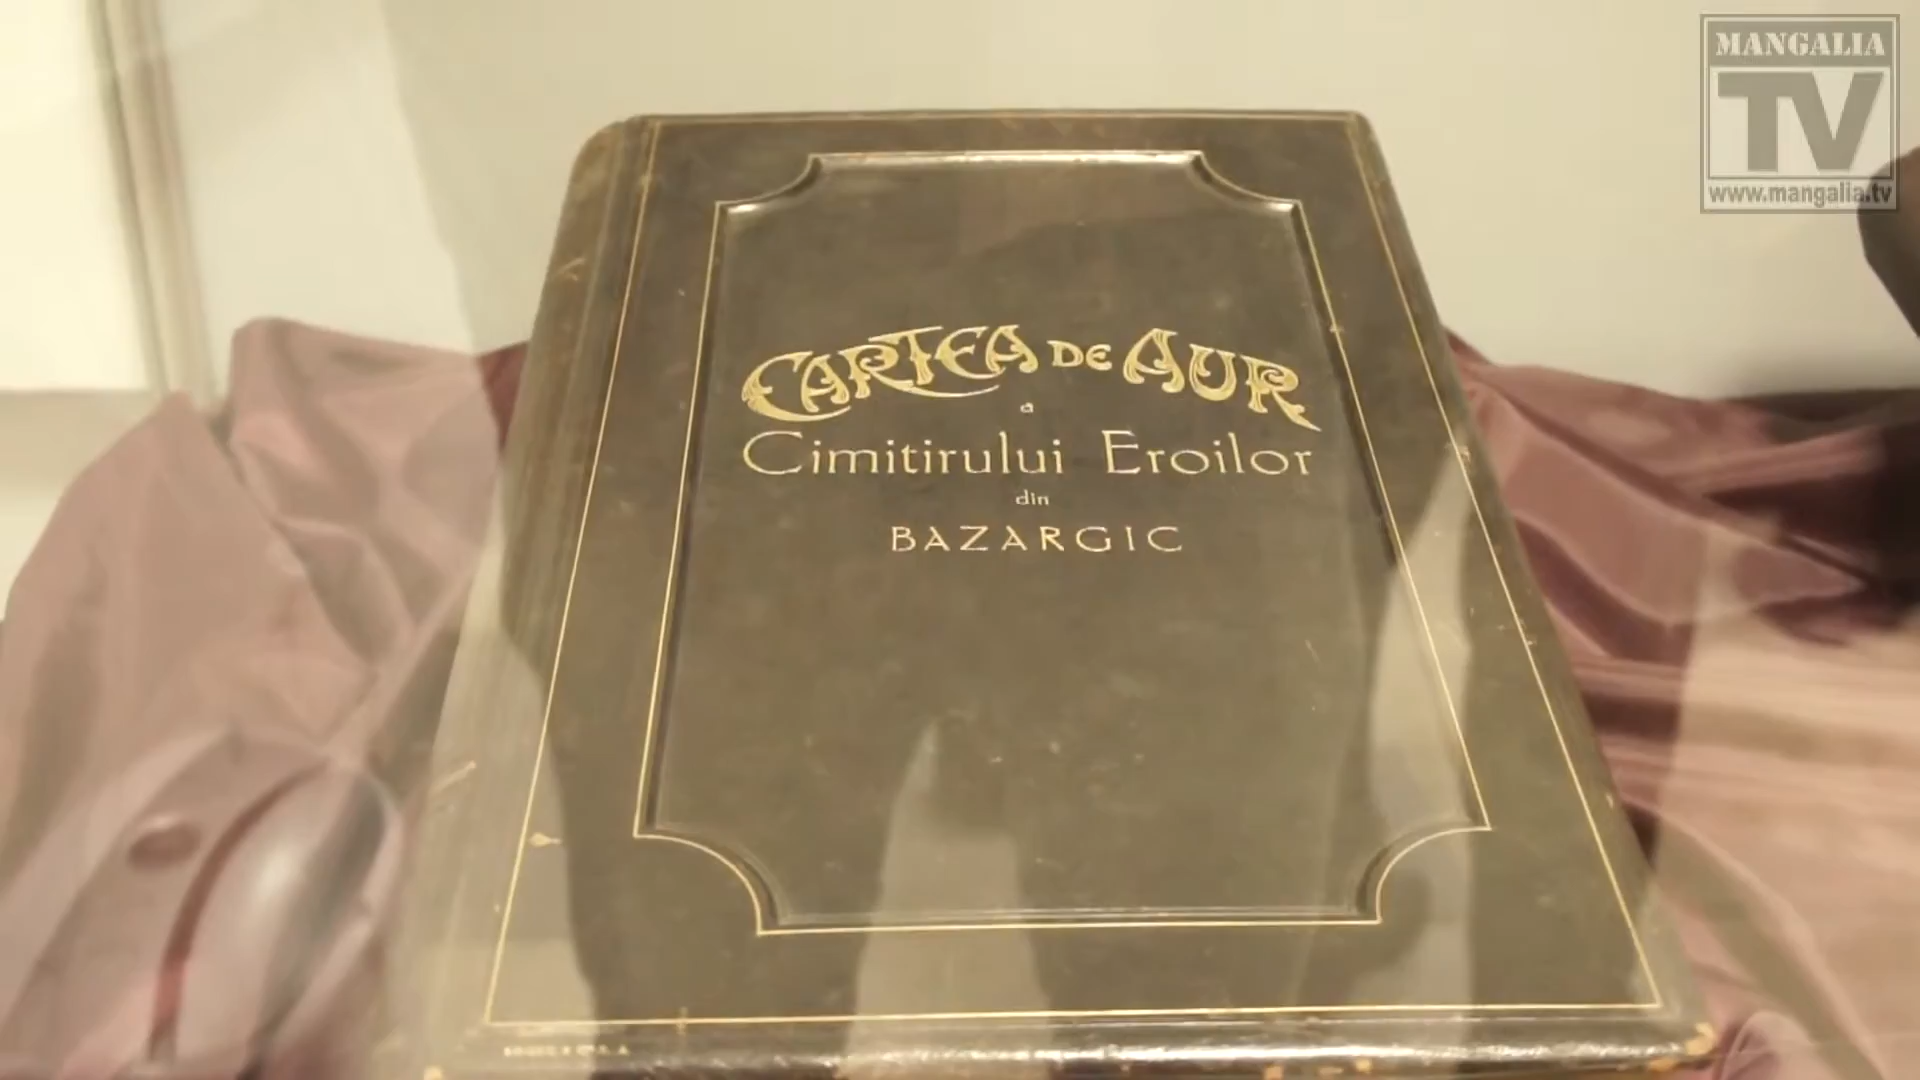 MANGALIA
TV
www.mangalia.tv
CARTEA DE AUR
a
Cimitirului Eroilor
din
BAZARGIC